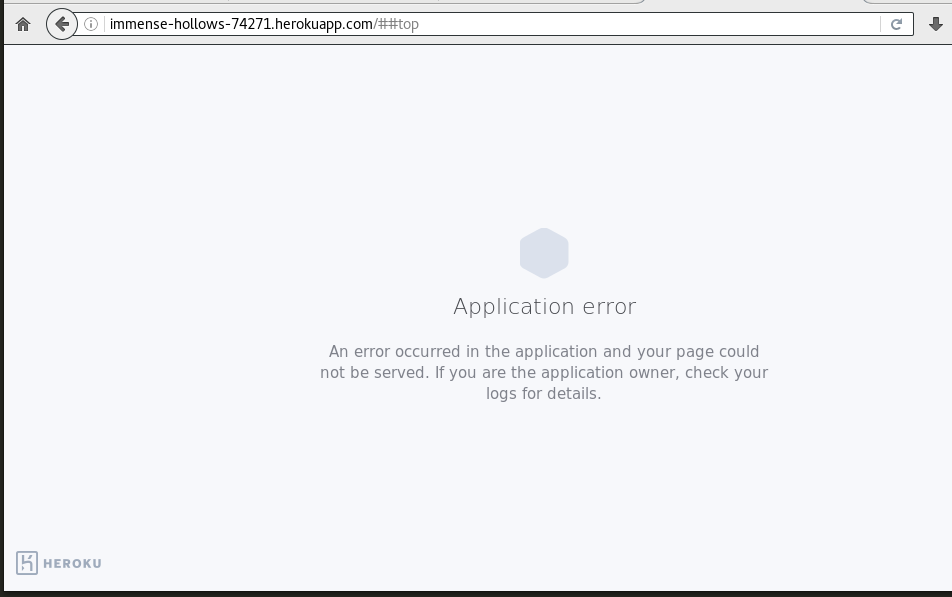 immense-hollows-74271.herokuapp.com/##top
Application error
An error occurred in the application and your page could
not be served. If you are the application owner, check your
logs for details.
HEROKU